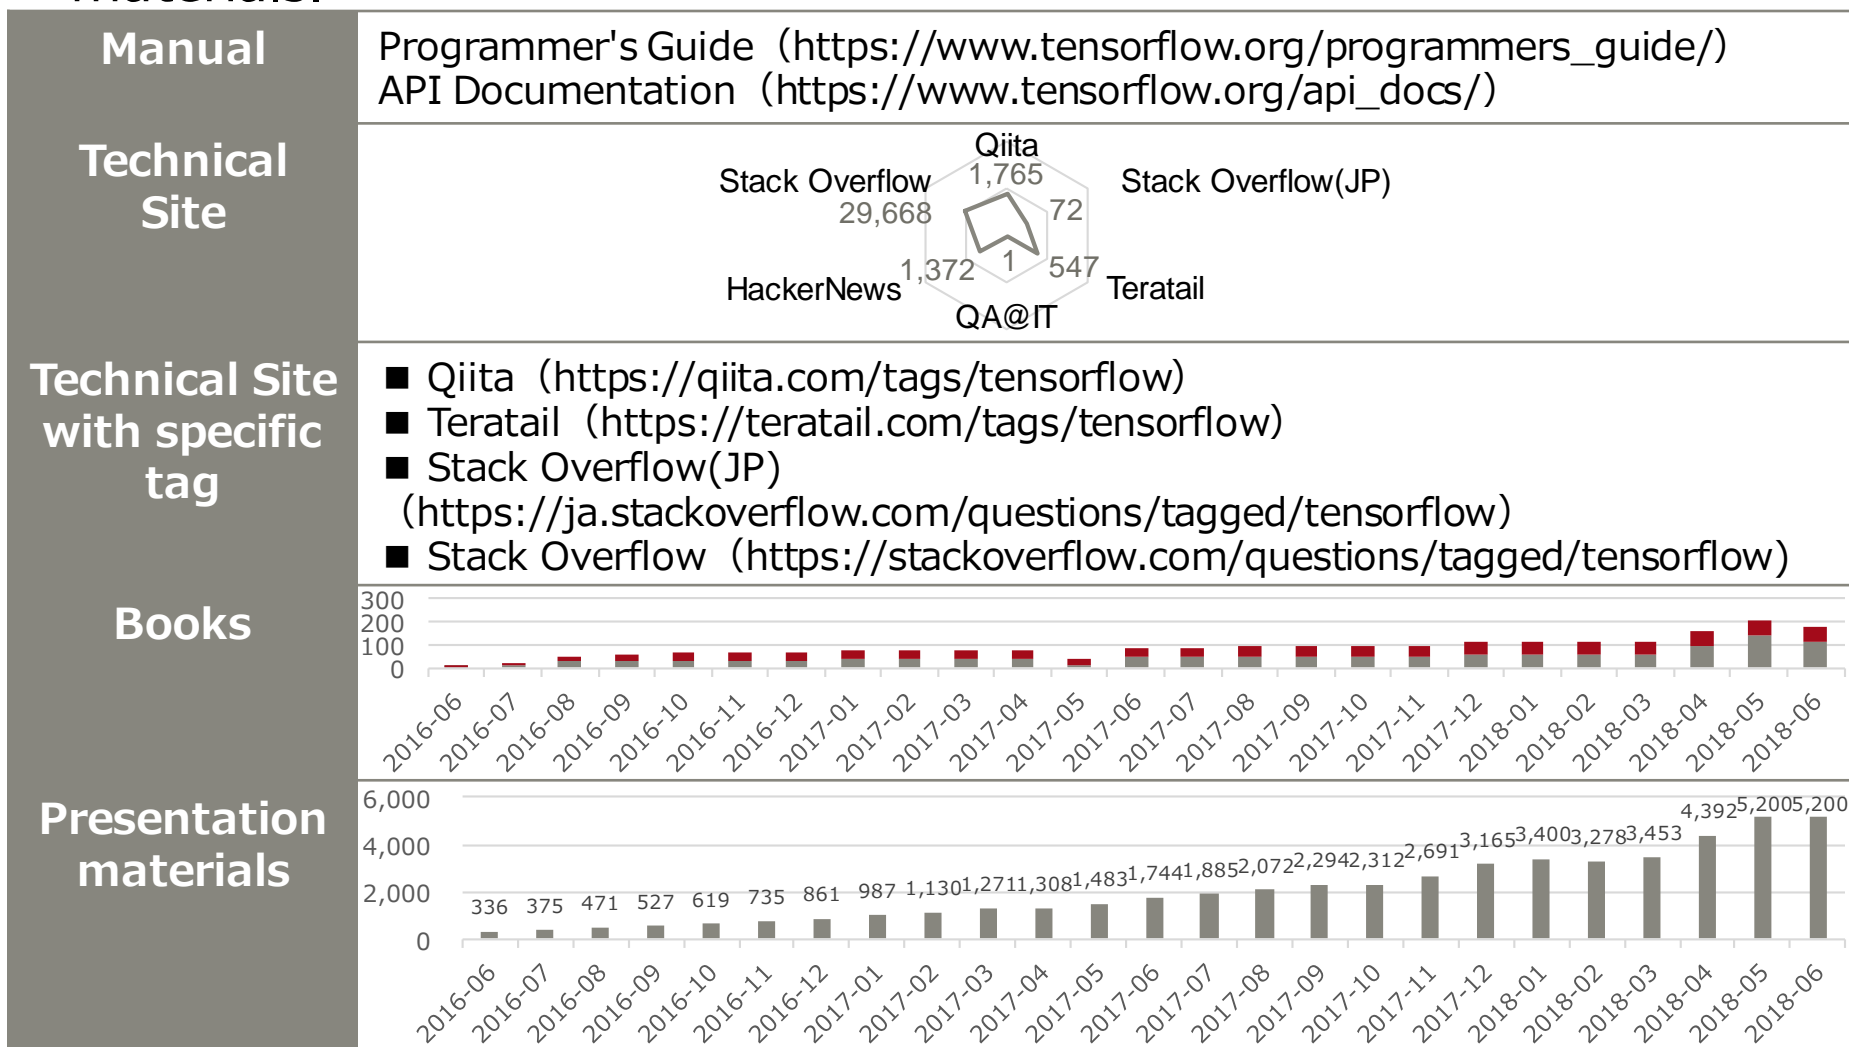 materials.
Manual
Programmer's Guide（https://www.tensorflow.org/programmers_guide/）
API Documentation（https://www.tensorflow.org/api_docs/）
Technical
Site
Qiita
1,765
Stack Overflow
29,668
Stack Overflow(JP)
72
HackerNews
1,372
1
547
Teratail
QA@IT
Technical Site
with specific
tag
■ Qiita（https://qiita.com/tags/tensorflow）
■ Teratail（https://teratail.com/tags/tensorflow）
■ Stack Overflow(JP)
（https://ja.stackoverflow.com/questions/tagged/tensorflow）
■ Stack Overflow（https://stackoverflow.com/questions/tagged/tensorflow)
Books
300
200
100
0
2016-06 2016-07 2016-08 2016-09 2016-10 2016-11 2016-12 2017-01 2017-02 2017-03 2017-04 2017-05 2017-06 2017-07 2017-08 2017-09 2017-10 2017-11 2017-12 2018-01 2018-02 2018-03 2018-04 2018-05 2018-06
Presentation
materials
6,000
4,000
2,000
0
336 375 471 527 619 735 861 987 1,130 1,271 1,308 1,483 1,744 1,885 2,072 2,294 2,312 2,691 3,165 3,400 3,278 3,453 4,392 5,200 5,200
2016-06 2016-07 2016-08 2016-09 2016-10 2016-11 2016-12 2017-01 2017-02 2017-03 2017-04 2017-05 2017-06 2017-07 2017-08 2017-09 2017-10 2017-11 2017-12 2018-01 2018-02 2018-03 2018-04 2018-05 2018-06